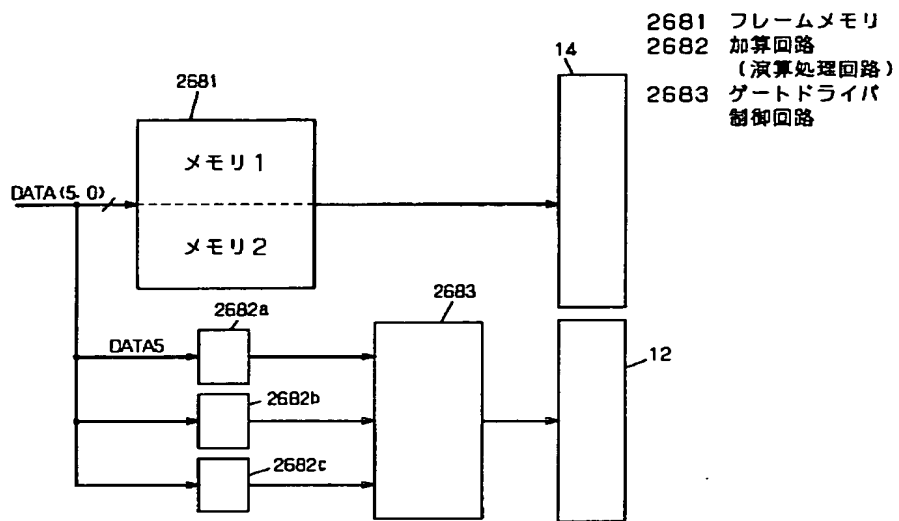 2681 フレームメモリ
2682 加算回路
(演算処理回路)
2683 ゲートドライバ
制御回路
14
2681
メモリ1
DATA(5.0)
メモリ2
2683
2682a
DATA5
12
2682b
2682c